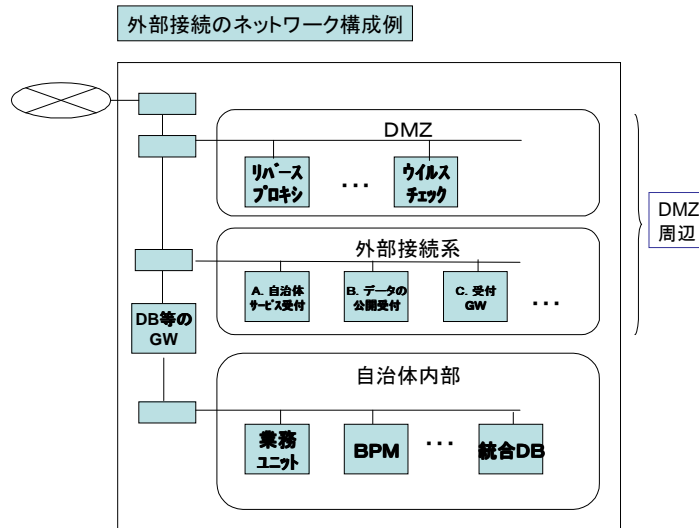 外部接続のネットワーク構成例
DMZ
リバース
プロキシ
・・・
ウイルス
チェック
DMZ
周辺
外部接続系
A. 自治体
サービス受付
B. データの
公開受付
C. 受付
GW
・・・
DB等の
GW
自治体内部
業務
ユニット
BPM
・・・
統合DB